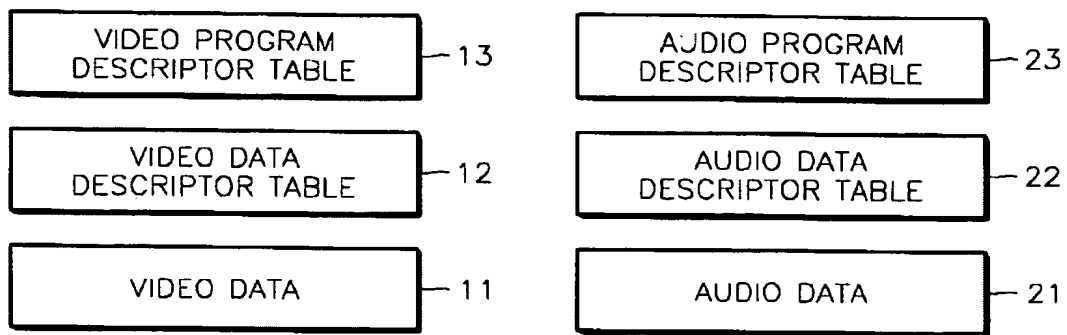 VIDEO PROGRAM
DESCRIPTOR TABLE
13
AUDIO PROGRAM
DESCRIPTOR TABLE
23
VIDEO DATA
DESCRIPTOR TABLE
12
AUDIO DATA
DESCRIPTOR TABLE
22
VIDEO DATA
11
AUDIO DATA
21